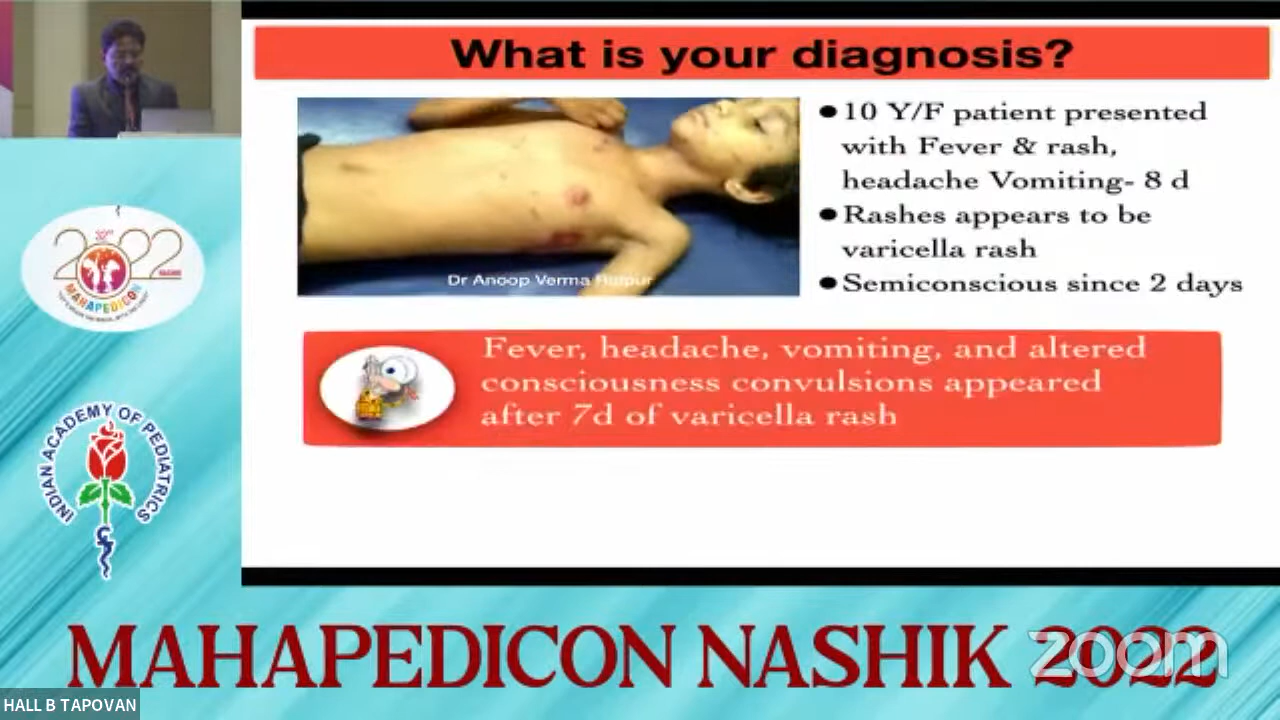 What is your diagnosis?
●10 Y/F patient presented
with Fever & rash,
headache Vomiting- 8 d
●Rashes appears to be
varicella rash
●Semiconscious since 2 days
Dr Anoop Verma
Fever, headache, vomiting, and altered
consciousness convulsions appeared
after 7d of varicella rash
2022
MAHAPEDICON
INDIAN ACADEMY OF PEDIATRICS
MAHAPEDICON NASHIK 2022
zoom
HALL B TAPOVAN